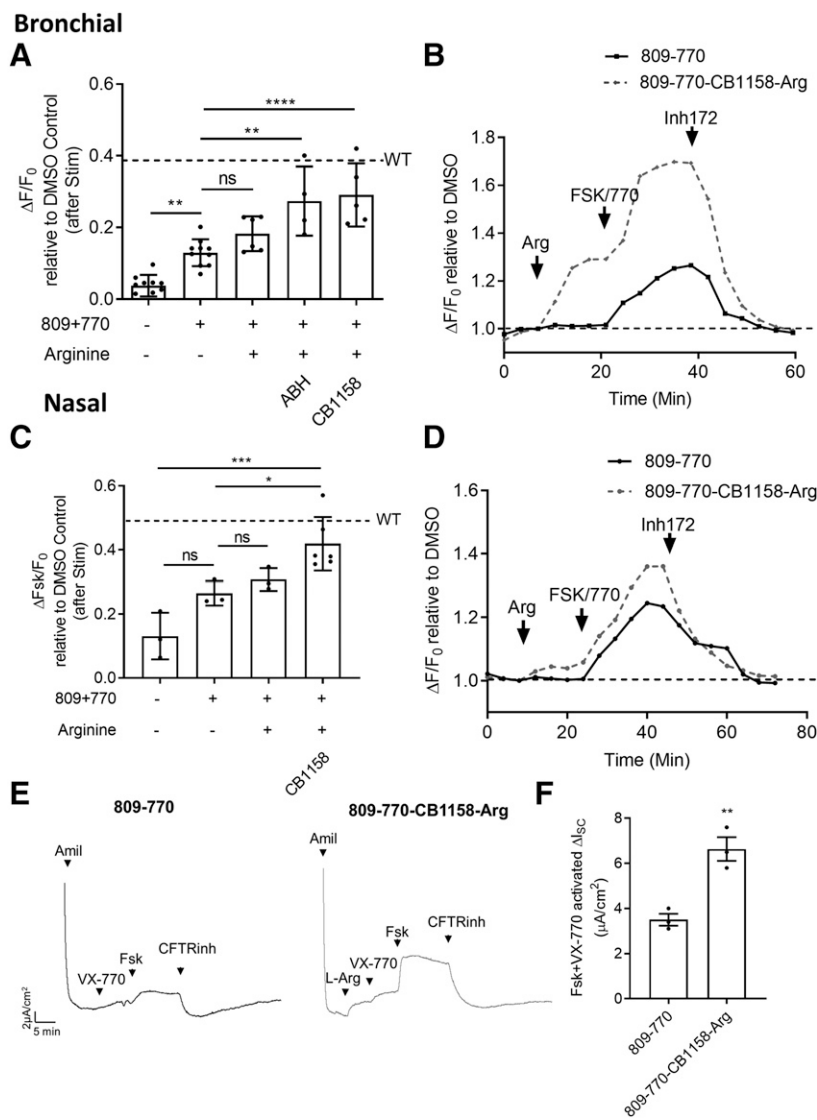 Bronchial
A
ΔF/F0
relative to DMSO Control
(after Stim)
0.6
0.4
0.2
0.0
****
**
**
ns
WT
809+770 - + + + +
Arginine - - + + +
ABH
CB1158
B
809-770
809-770-CB1158-Arg
ΔF/F0 relative to DMSO
1.8
1.6
1.4
1.2
1.0
Arg
FSK/770
Inh172
0 20 40 60
Time (Min)
Nasal
C
ΔFsk/F0
relative to DMSO Control
(after Stim)
0.6
0.4
0.2
0.0
***
*
ns
ns
WT
809+770 - + + +
Arginine - - + +
CB1158
D
809-770
809-770-CB1158-Arg
ΔF/F0 relative to DMSO
1.6
1.4
1.2
1.0
Arg
FSK/770
Inh172
0 20 40 60 80
Time (Min)
E
809-770
Amil
VX-770
Fsk
CFTRinh
2μA/cm2
5 min
809-770-CB1158-Arg
Amil
L-Arg
VX-770
Fsk
CFTRinh
F
Fsk+VX-770 activated ΔISC
(μA/cm2)
8
6
4
2
0
**
809-770
809-770-CB1158-Arg